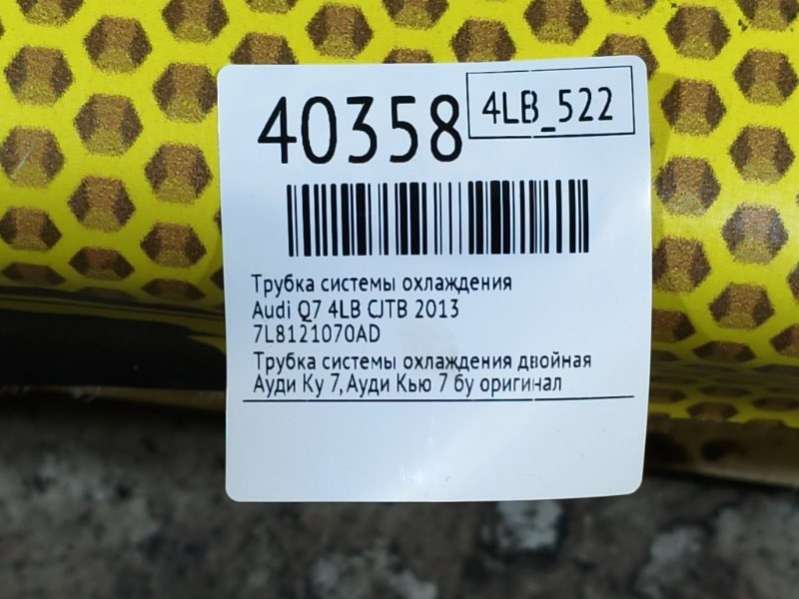 40358
4LB_522
Трубка системы охлаждения
Audi Q7 4LB CJTB 2013
7L8121070AD
Трубка системы охлаждения двойная
Ауди Ку 7, Ауди Кью 7 бу оригинал